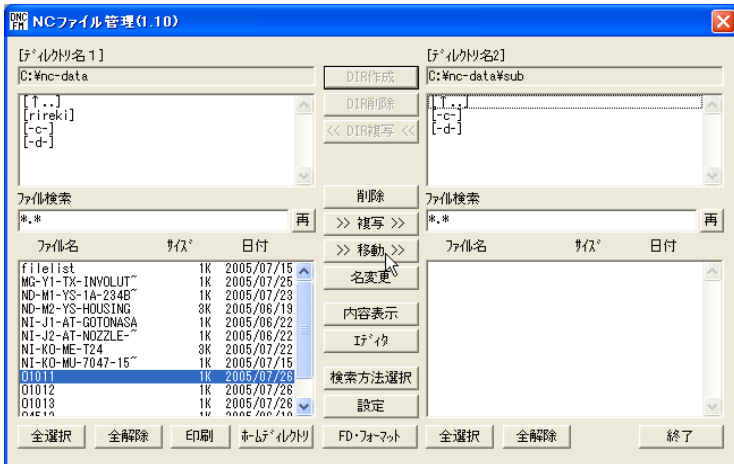 DNC FM NCファイル管理(1.10)
[ディレクトリ名1]
C:¥nc-data
[↑..]
[rireki]
[-c-]
[-d-]
ファイル検索
*.*
再
ファイル名 サイズ 日付
filelist 1K 2005/07/15
MG-Y1-TX-INVOLUT~ 1K 2005/07/25
ND-M1-YS-1A-234B~ 1K 2005/07/23
ND-M2-YS-HOUSING 3K 2005/06/19
NI-J1-AT-GOTONASA 1K 2005/06/22
NI-J2-AT-NOZZLE-~ 1K 2005/06/22
NI-KO-ME-T24 3K 2005/07/22
NI-KO-MU-7047-15~ 1K 2005/07/15
O1011 1K 2005/07/26
O1012 1K 2005/07/26
O1013 1K 2005/07/26
全選択 全解除 印刷 ホームディレクトリ
DIR作成
DIR削除
<< DIR複写 <<
削除
>> 複写 >>
>> 移動 >>
名変更
内容表示
エディタ
検索方法選択
設定
FD・フォーマット
[ディレクトリ名2]
C:¥nc-data¥sub
[↑..]
[-c-]
[-d-]
ファイル検索
*.*
再
ファイル名 サイズ 日付
全選択 全解除 終了